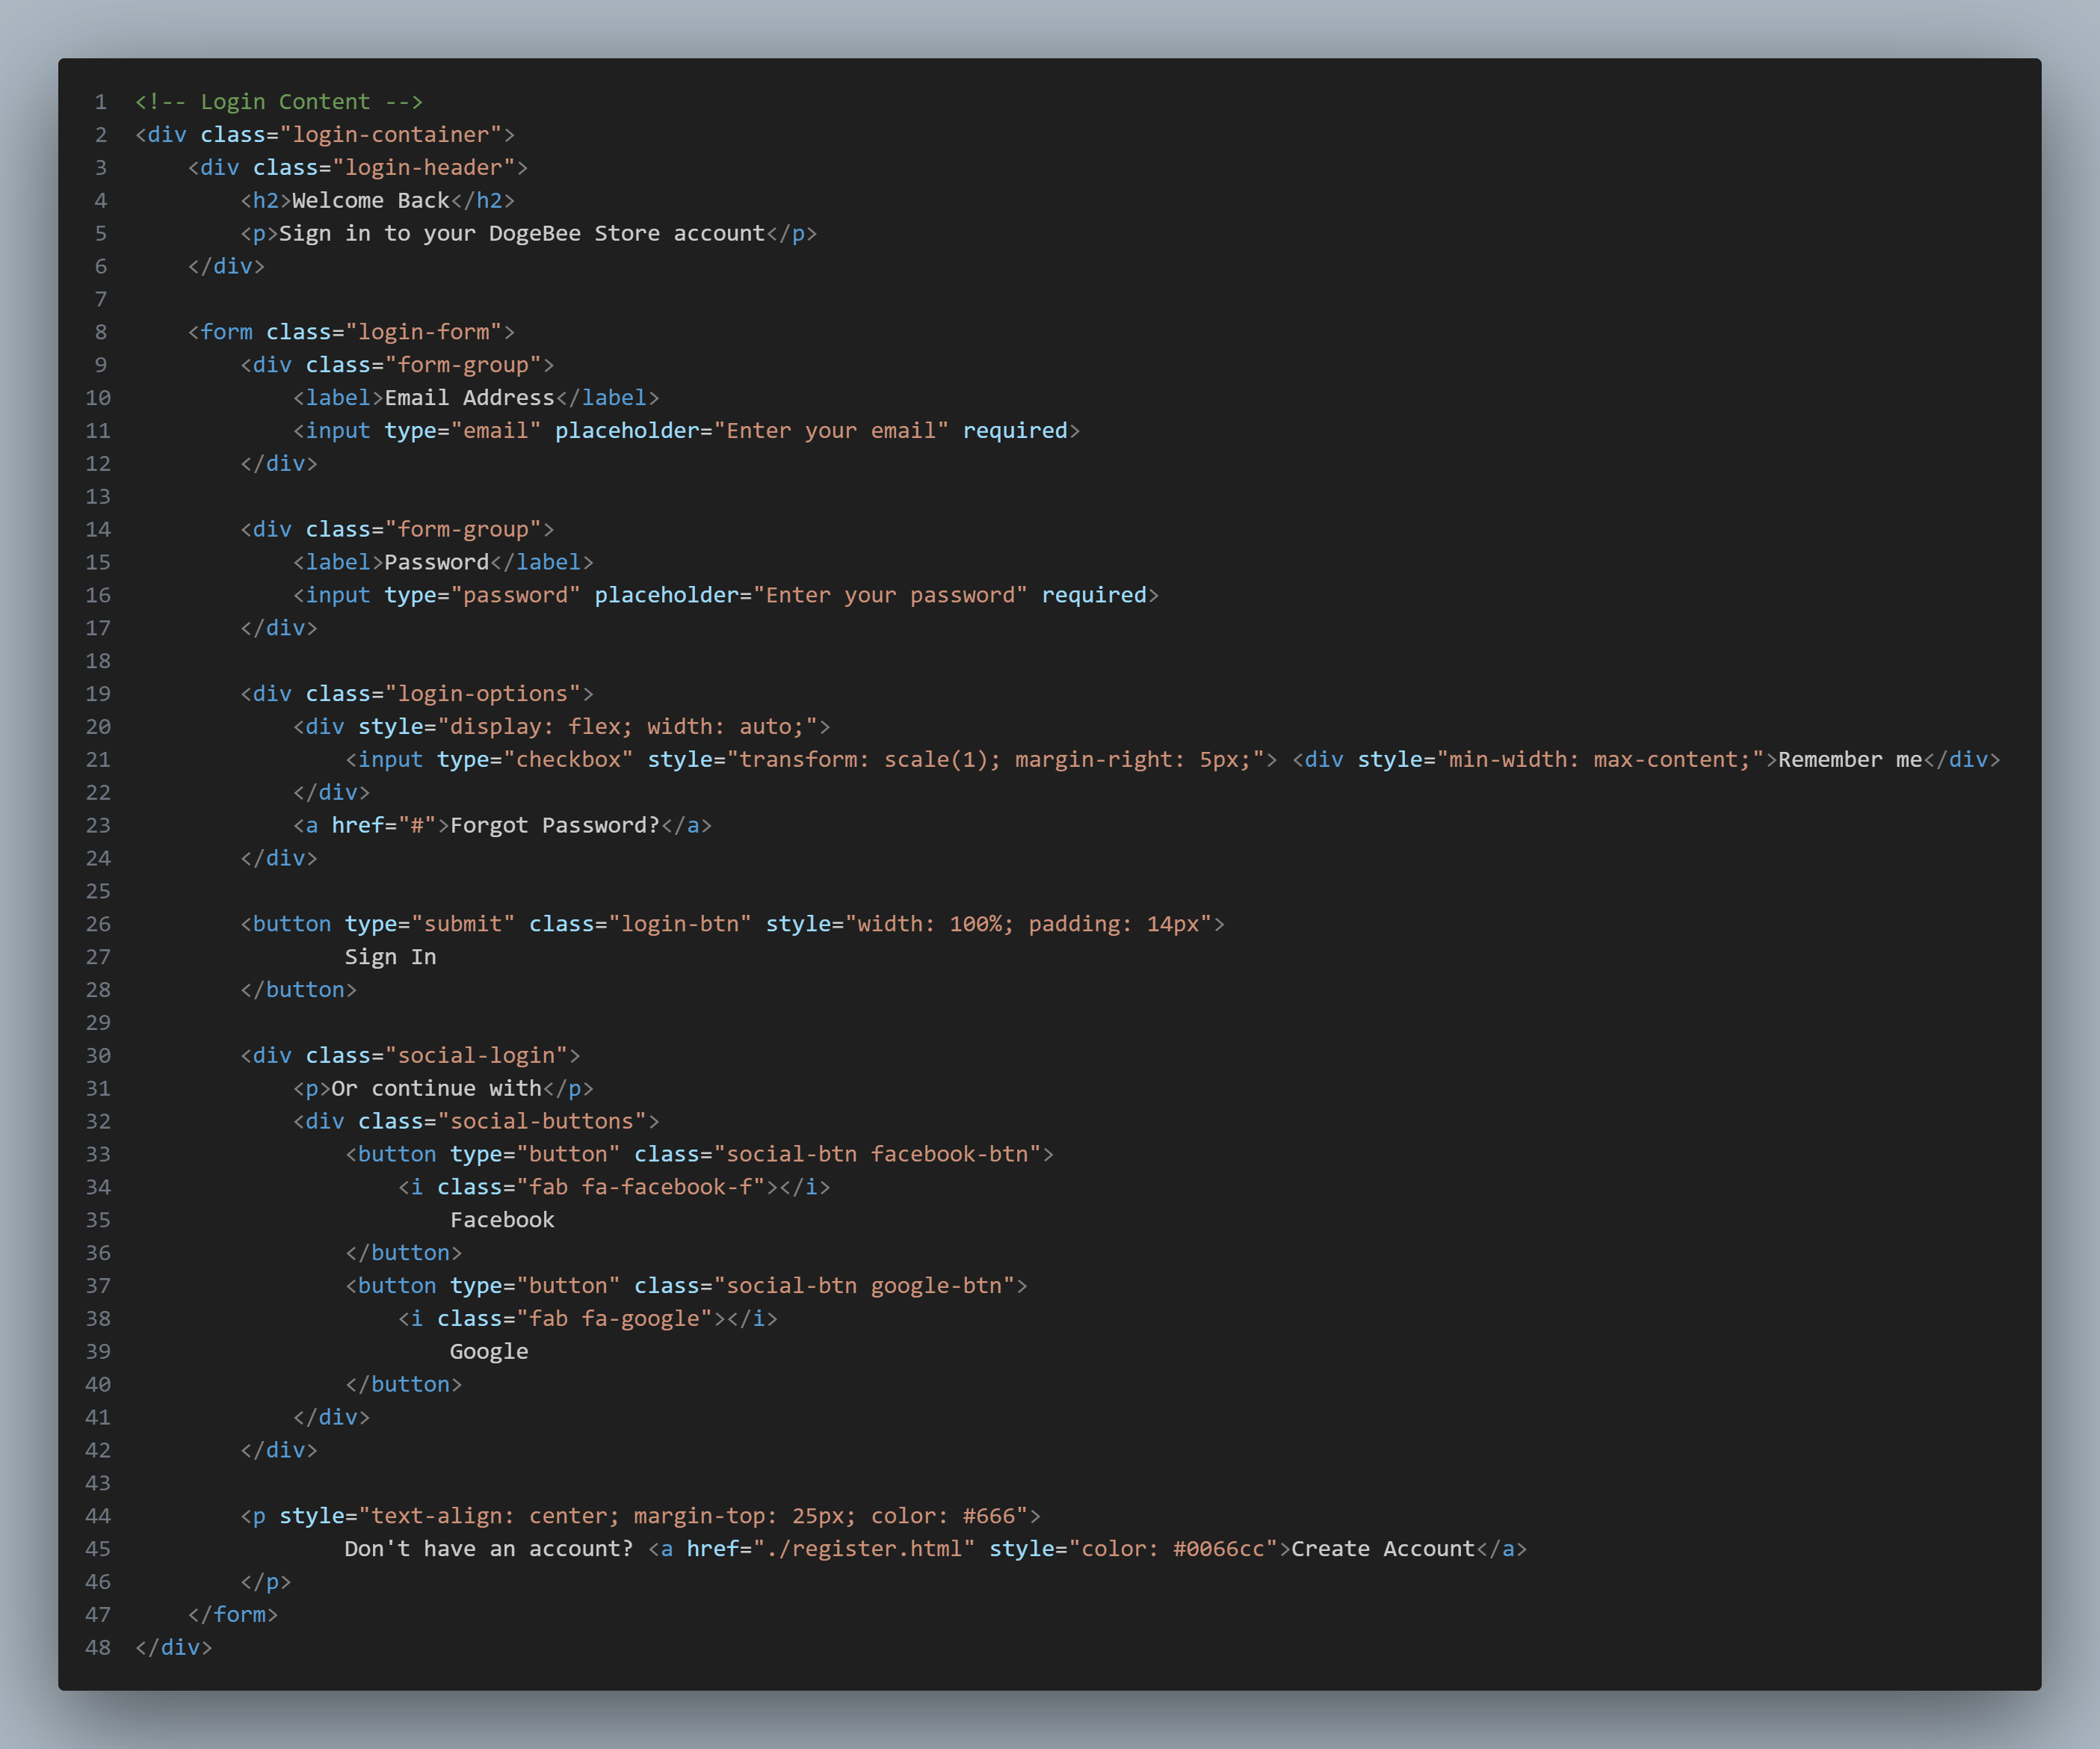 1 <!-- Login Content -->
2 <div class="login-container">
3     <div class="login-header">
4         <h2>Welcome Back</h2>
5         <p>Sign in to your DogeBee Store account</p>
6     </div>
7
8     <form class="login-form">
9         <div class="form-group">
10             <label>Email Address</label>
11             <input type="email" placeholder="Enter your email" required>
12         </div>
13
14         <div class="form-group">
15             <label>Password</label>
16             <input type="password" placeholder="Enter your password" required>
17         </div>
18
19         <div class="login-options">
20             <div style="display: flex; width: auto;">
21                 <input type="checkbox" style="transform: scale(1); margin-right: 5px;"> <div style="min-width: max-content;">Remember me</div>
22             </div>
23             <a href="#">Forgot Password?</a>
24         </div>
25
26         <button type="submit" class="login-btn" style="width: 100%; padding: 14px">
27                 Sign In
28         </button>
29
30         <div class="social-login">
31             <p>Or continue with</p>
32             <div class="social-buttons">
33                 <button type="button" class="social-btn facebook-btn">
34                     <i class="fab fa-facebook-f"></i>
35                         Facebook
36                 </button>
37                 <button type="button" class="social-btn google-btn">
38                     <i class="fab fa-google"></i>
39                         Google
40                 </button>
41             </div>
42         </div>
43
44         <p style="text-align: center; margin-top: 25px; color: #666">
45                 Don't have an account? <a href="./register.html" style="color: #0066cc">Create Account</a>
46         </p>
47     </form>
48 </div>